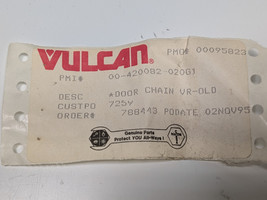 VULCAN
PMO# 00095823
PMI# 00-A20082-02001
DESC *DOOR CHAIN VR-OLD
CUSTPO 725v
ORDER# 788443 PODATE 02NOV95
Genuine Parts
Protect YOU All-Ways!